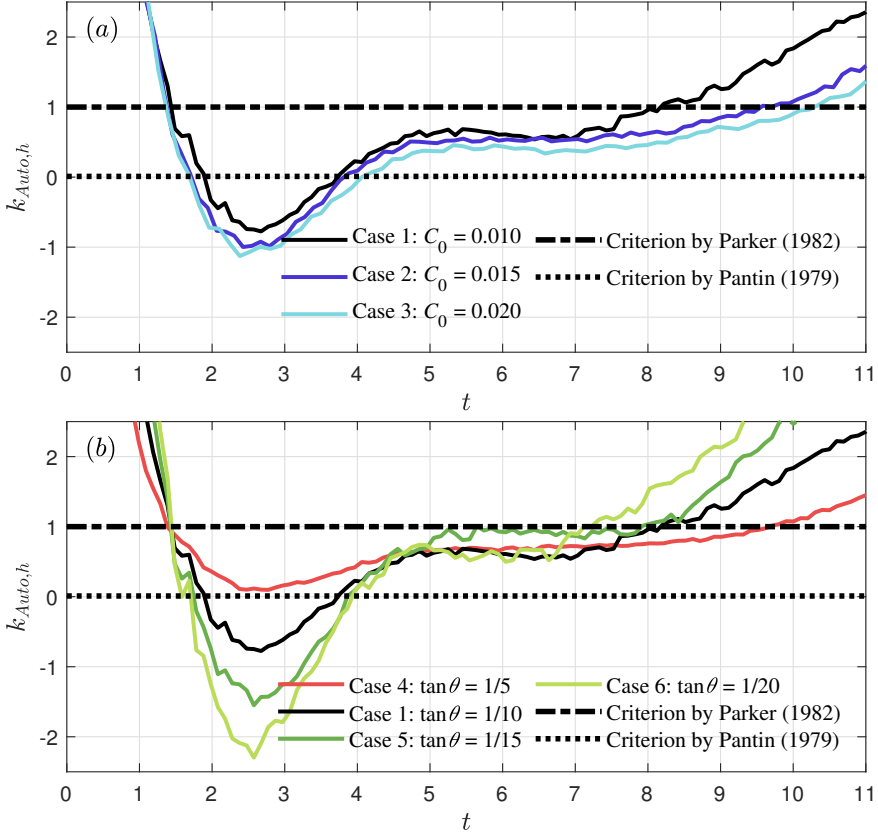 (a)
2
1
0
-1
-2
k_{Auto,h}
Case 1: C_0 = 0.010
Case 2: C_0 = 0.015
Case 3: C_0 = 0.020
Criterion by Parker (1982)
Criterion by Pantin (1979)
0 1 2 3 4 5 6 7 8 9 10 11
t
(b)
2
1
0
-1
-2
k_{Auto,h}
Case 4: tan θ = 1/5
Case 1: tan θ = 1/10
Case 5: tan θ = 1/15
Case 6: tan θ = 1/20
Criterion by Parker (1982)
Criterion by Pantin (1979)
0 1 2 3 4 5 6 7 8 9 10 11
t